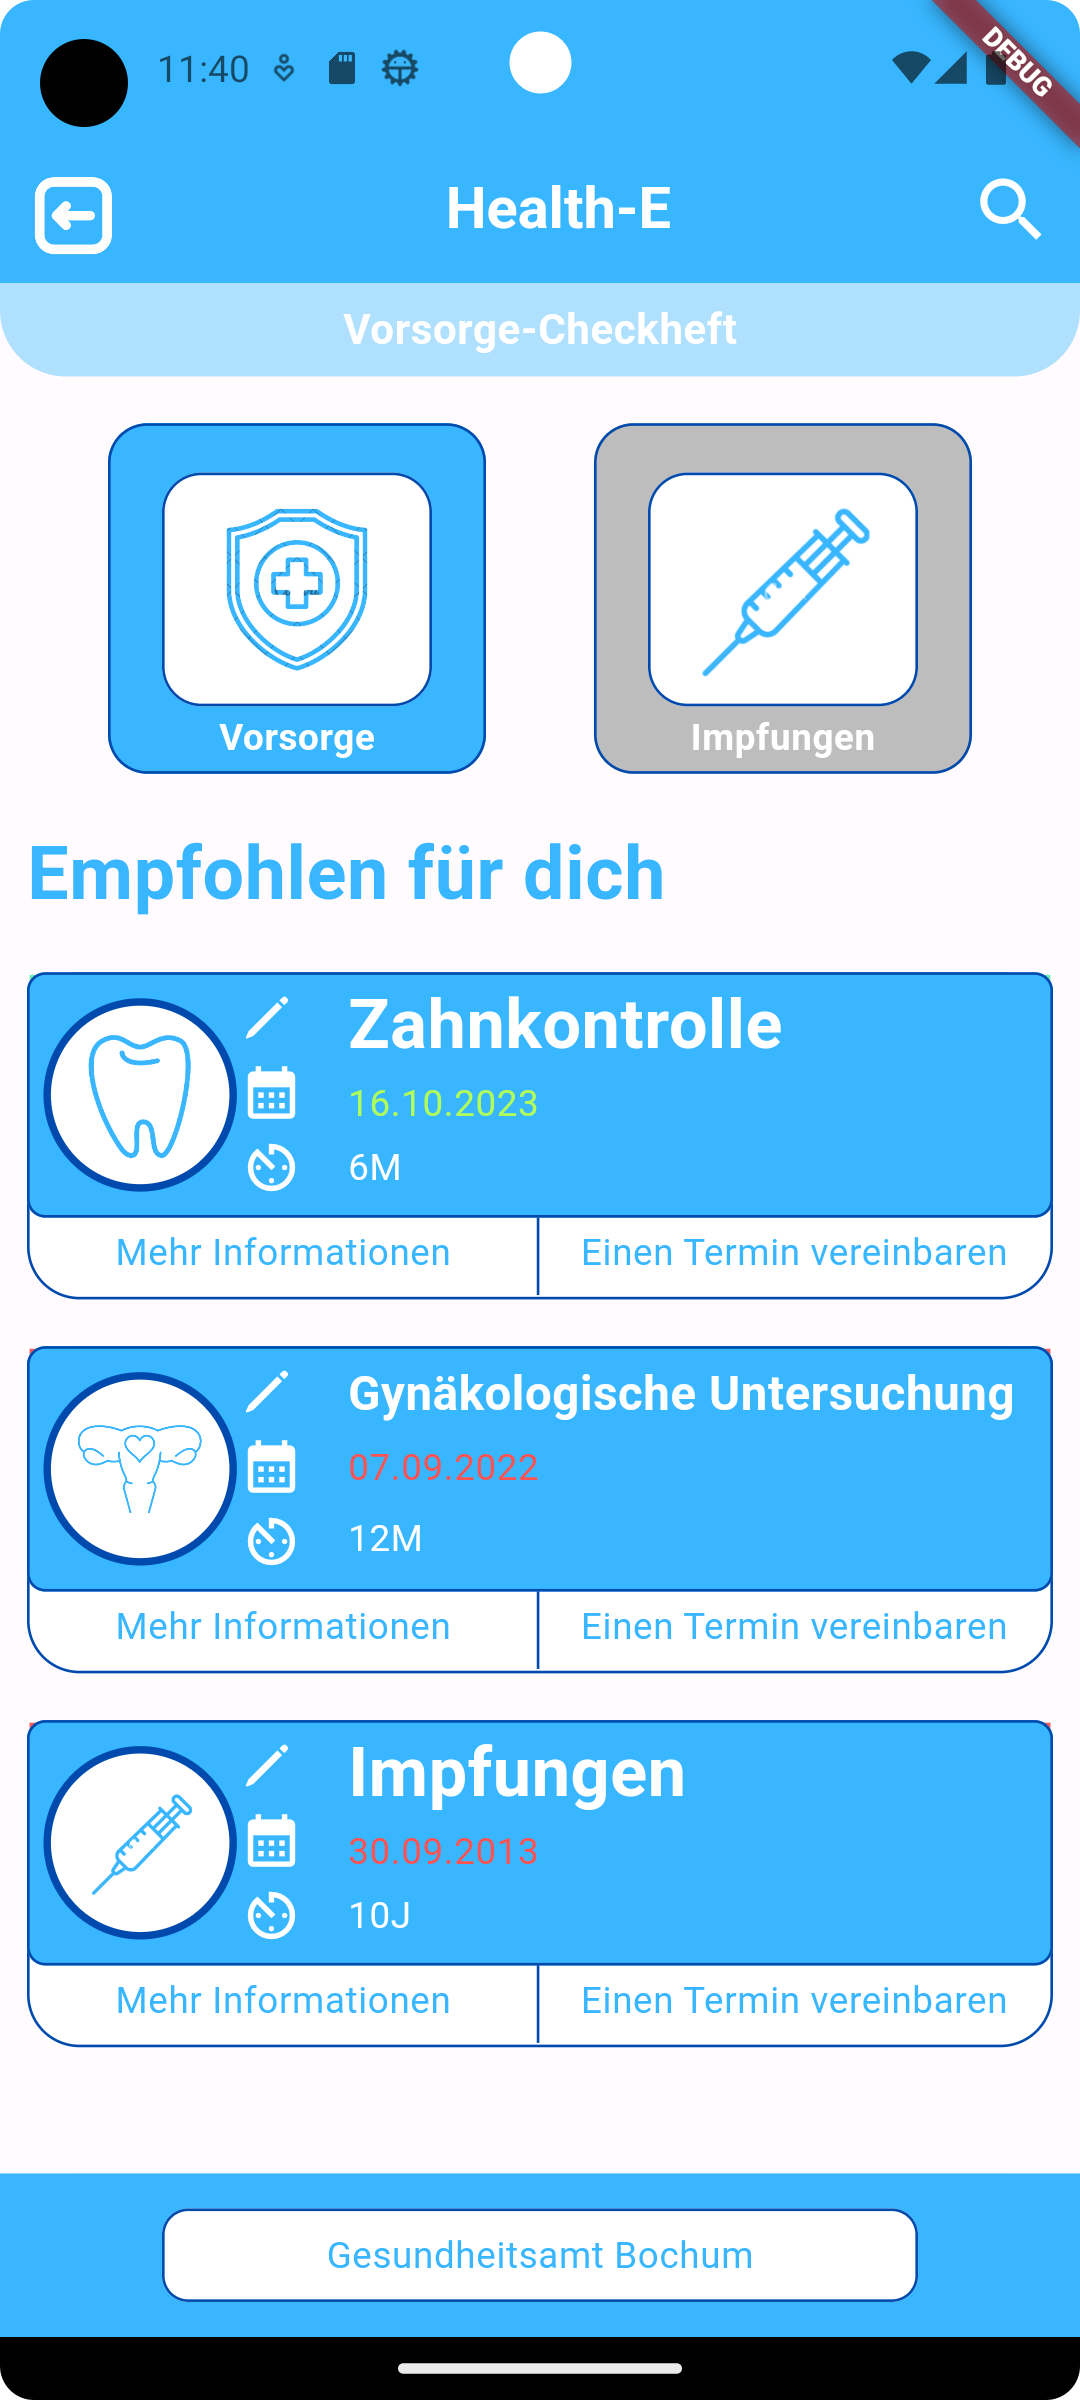 11:40
DEBUG
Health-E
Vorsorge-Checkheft
Vorsorge
Impfungen
Empfohlen für dich
Zahnkontrolle
16.10.2023
6M
Mehr Informationen
Einen Termin vereinbaren
Gynäkologische Untersuchung
07.09.2022
12M
Mehr Informationen
Einen Termin vereinbaren
Impfungen
30.09.2013
10J
Mehr Informationen
Einen Termin vereinbaren
Gesundheitsamt Bochum